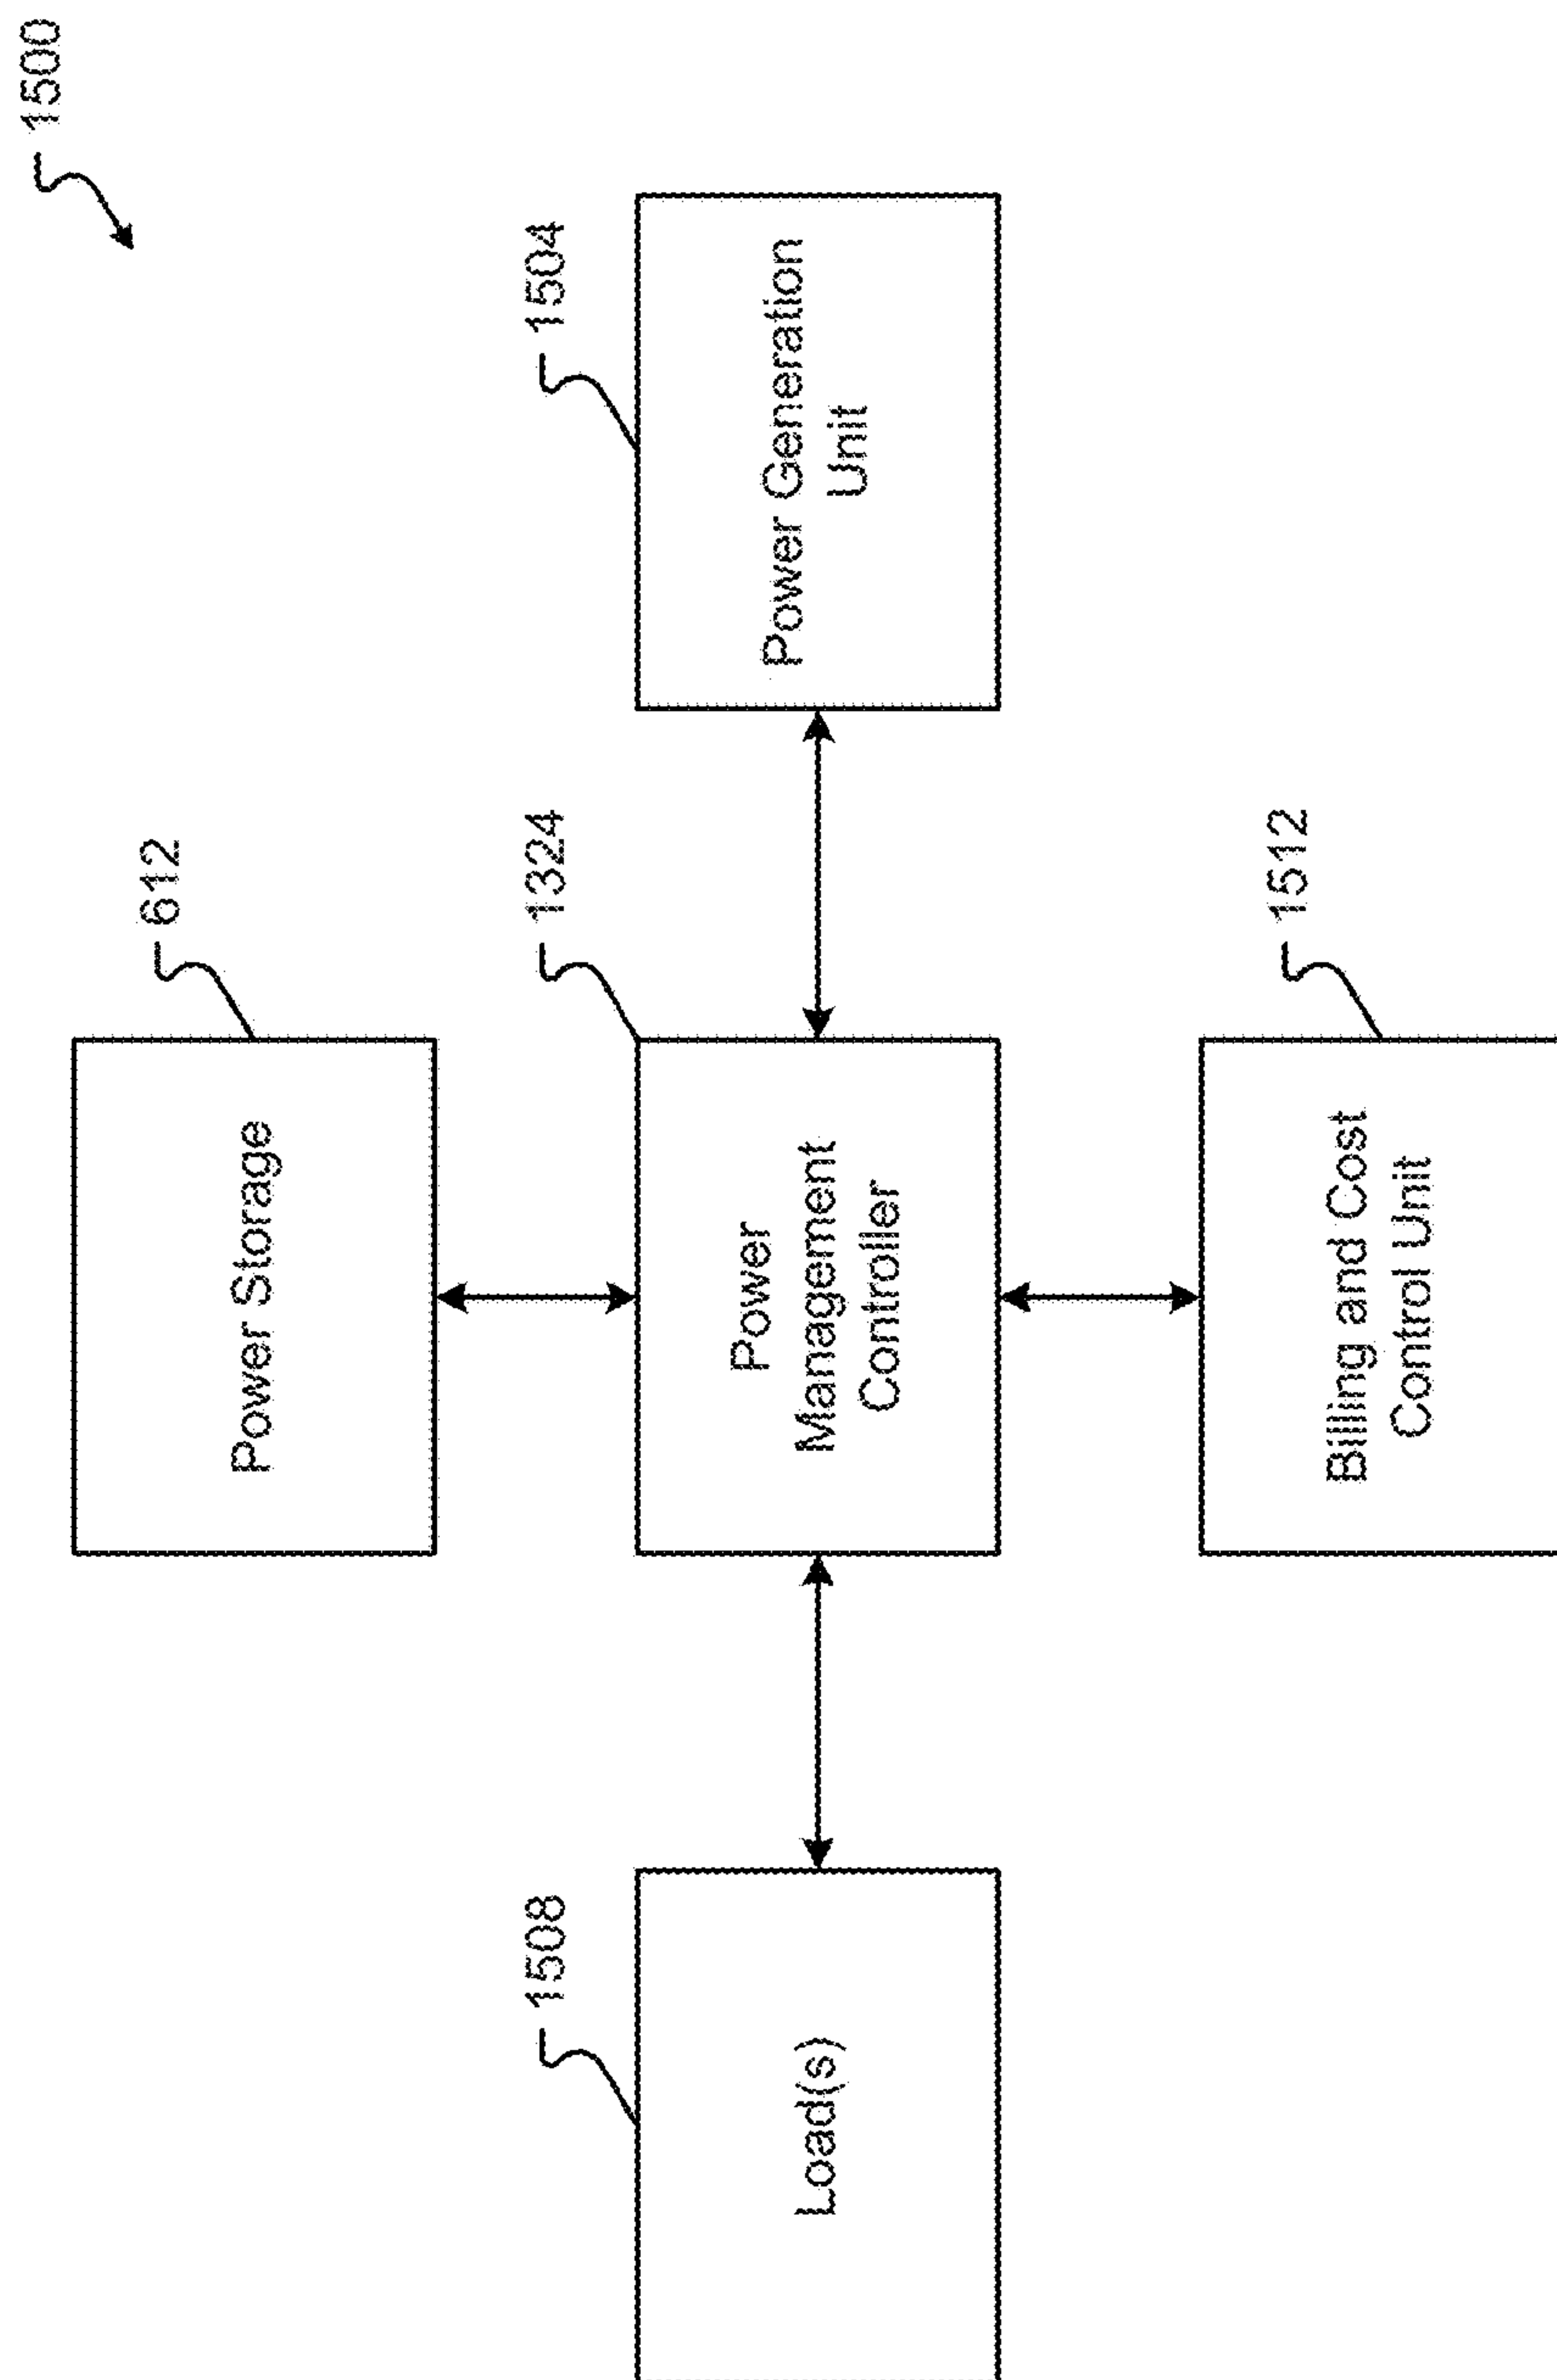 1500
612
Power Storage
1508
1324
1504
Load(s)
Power
Management
Controller
Power Generation
Unit
1512
Billing and Cost
Control Unit